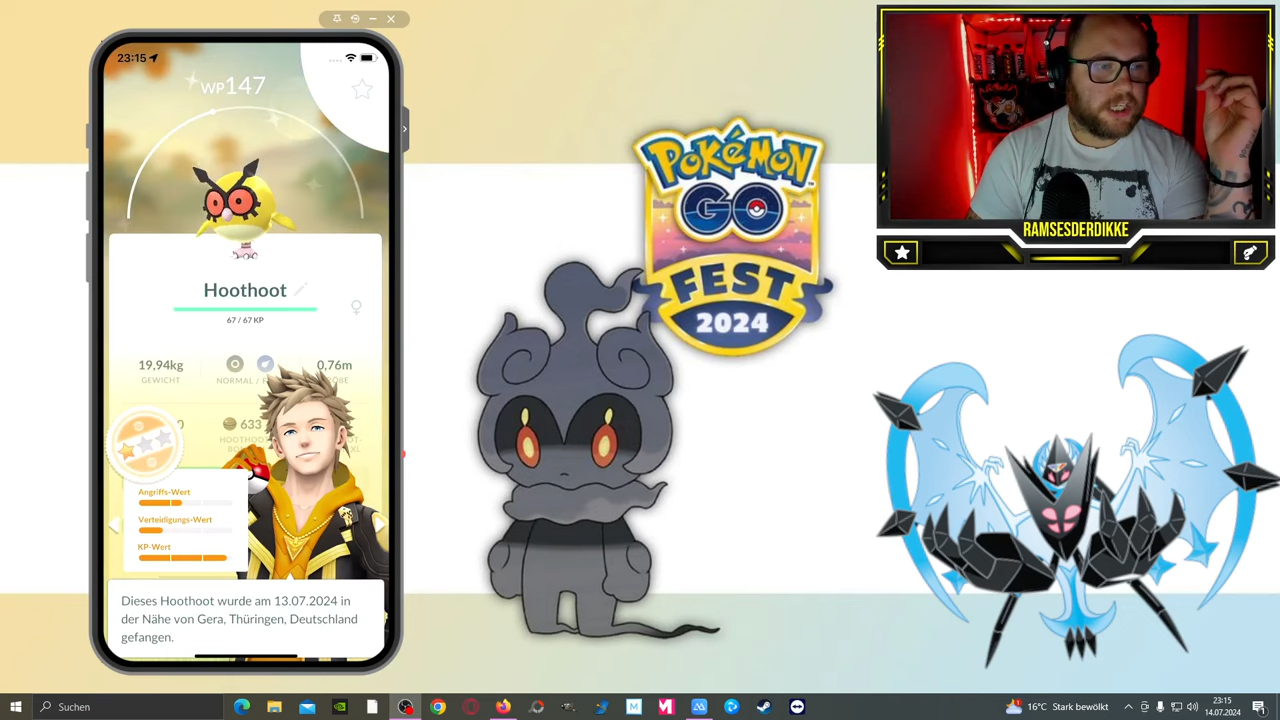 23:15
WP147
Hoothoot
67 / 67 KP
19,94kg
GEWICHT
NORMAL / F
0,76m
633
Angriffs-Wert
Verteidigungs-Wert
KP-Wert
Dieses Hoothoot wurde am 13.07.2024 in
der Nähe von Gera, Thüringen, Deutschland
gefangen.
POKéMON
GO
FEST
2024
RAMSESDERDIKKE
Suchen
16°C Stark bewölkt
23:15
14.07.2024